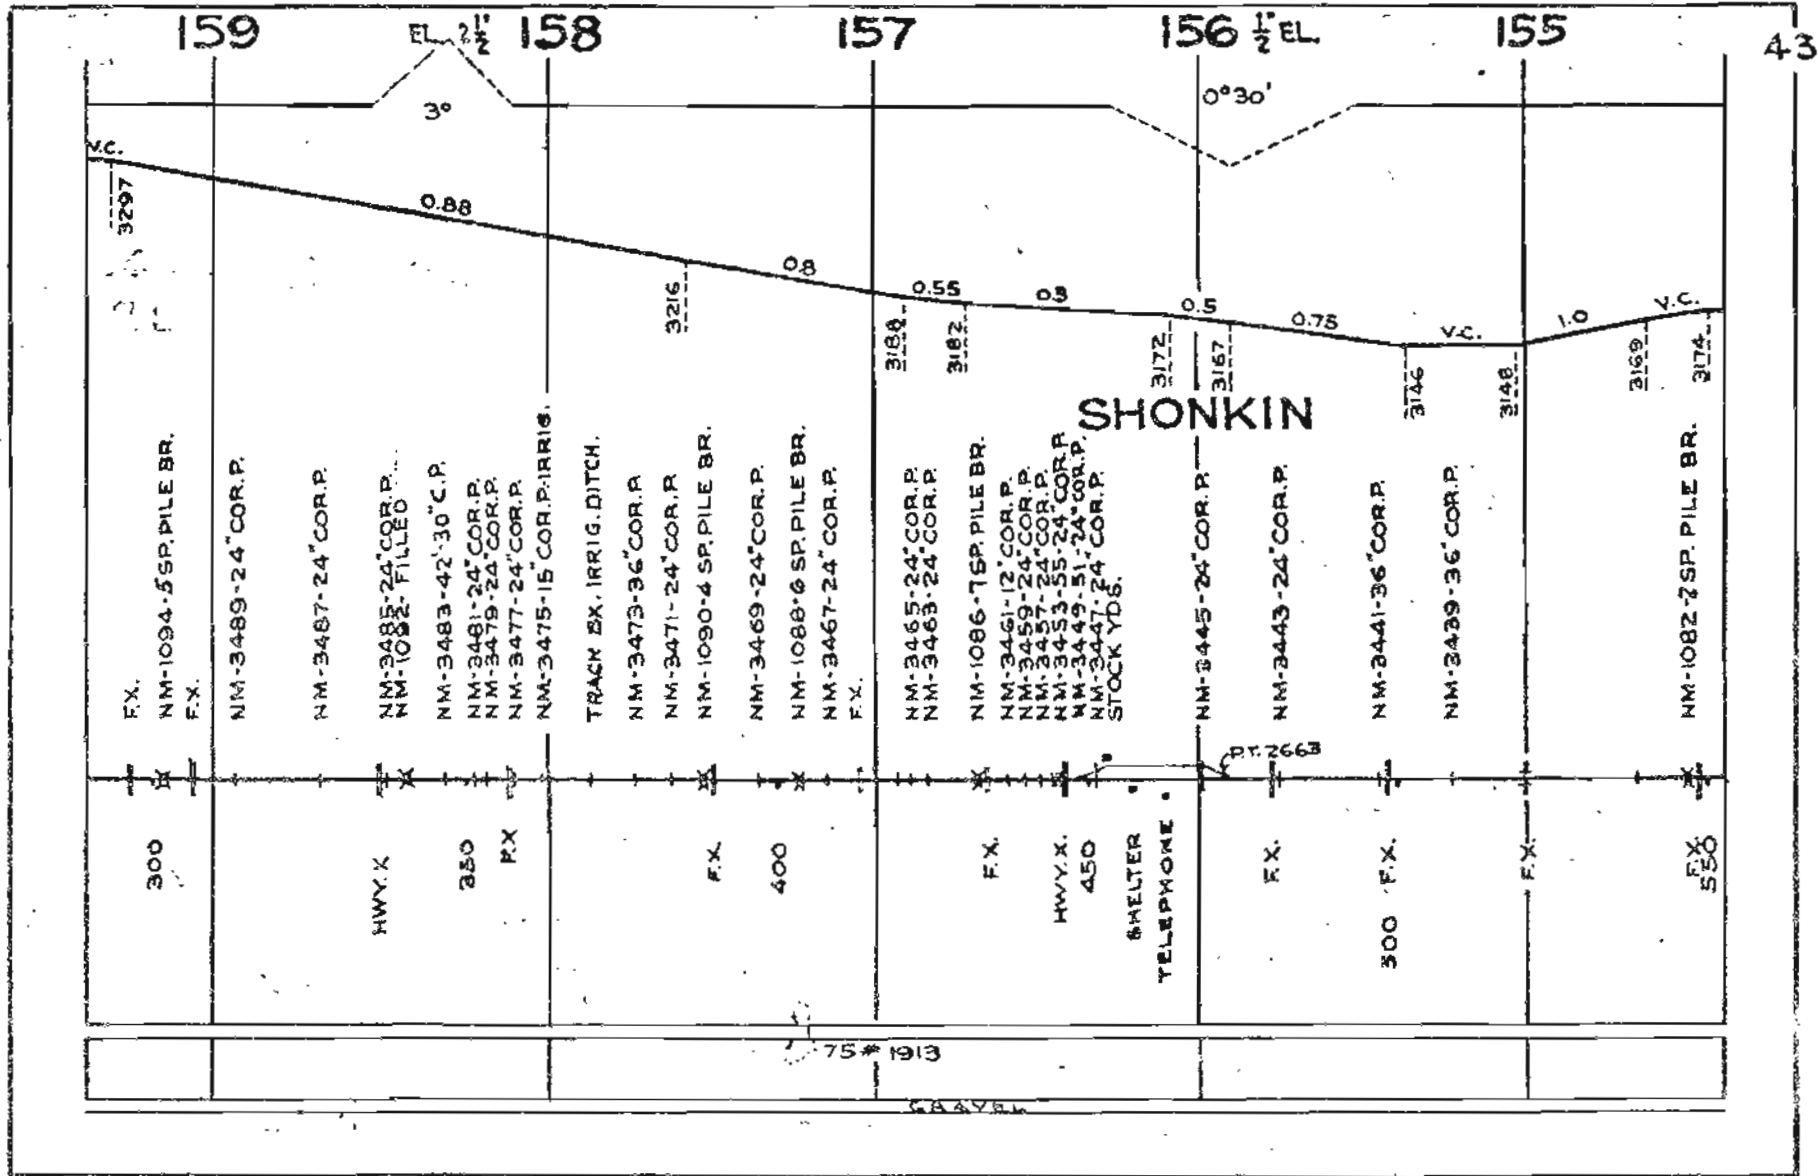 159
EL. 2½"
158
157
156
½" EL.
155
43
3°
0°30'
V.C.
3297
0.88
3216
0.8
3188
0.55
3182
0.3
3172
0.5
3167
0.75
3146
V.C.
3148
1.0
3169
V.C.
3174
SHONKIN
F.X.
NM-1094-5 SP. PILE BR.
F.X.
NM-3489-24" COR. P.
NM-3487-24" COR. P.
NM-3485-24" COR. P.
NM-1092- FILLED
NM-3483-42'-30" C.P.
NM-3481-24" COR. P.
NM-3479-24" COR. P.
NM-3477-24" COR. P.
NM-3475-15" COR. P. IRRIG.
TRACK BX. IRRIG. DITCH.
NM-3473-36" COR. P.
NM-3471-24" COR. P.
NM-1090-4 SP. PILE BR.
NM-3469-24" COR. P.
NM-1088-6 SP. PILE BR.
NM-3467-24" COR. P.
F.X.
NM-3465-24" COR. P.
NM-3463-24" COR. P.
NM-1086-7 SP. PILE BR.
NM-3461-12" COR. P.
NM-3459-24" COR. P.
NM-3457-24" COR. P.
NM-3453-55-24" COR. P.
NM-3449-51-24" COR. P.
NM-3447-24" COR. P.
STOCK YDS.
NM-3445-24" COR. P.
NM-3443-24" COR. P.
NM-3441-36" COR. P.
NM-3439-36" COR. P.
NM-1082-7 SP. PILE BR.
P.T. 2663
300
HWY. X
350
F.X
F.X.
400
F.X.
HWY. X.
450
SHELTER
TELEPHONE
F.X.
500 F.X.
F.X.
F.X.
550
75# 1913
GRAVEL